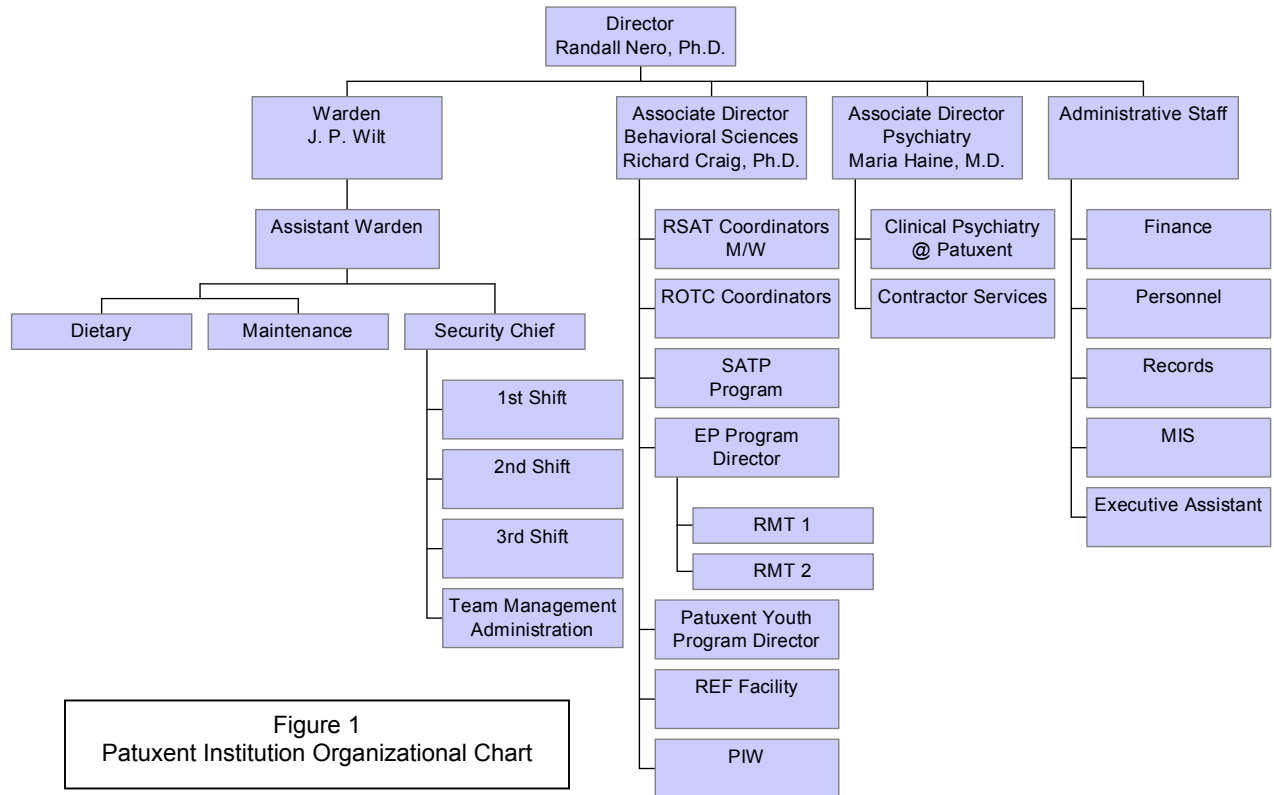 Director
Randall Nero, Ph.D.
Warden
J. P. Wilt
Associate Director
Behavioral Sciences
Richard Craig, Ph.D.
Associate Director
Psychiatry
Maria Haine, M.D.
Administrative Staff
Assistant Warden
Dietary
Maintenance
Security Chief
1st Shift
2nd Shift
3rd Shift
Team Management
Administration
RSAT Coordinators
M/W
ROTC Coordinators
SATP
Program
EP Program
Director
RMT 1
RMT 2
Patuxent Youth
Program Director
REF Facility
PIW
Clinical Psychiatry
@ Patuxent
Contractor Services
Finance
Personnel
Records
MIS
Executive Assistant
Figure 1
Patuxent Institution Organizational Chart